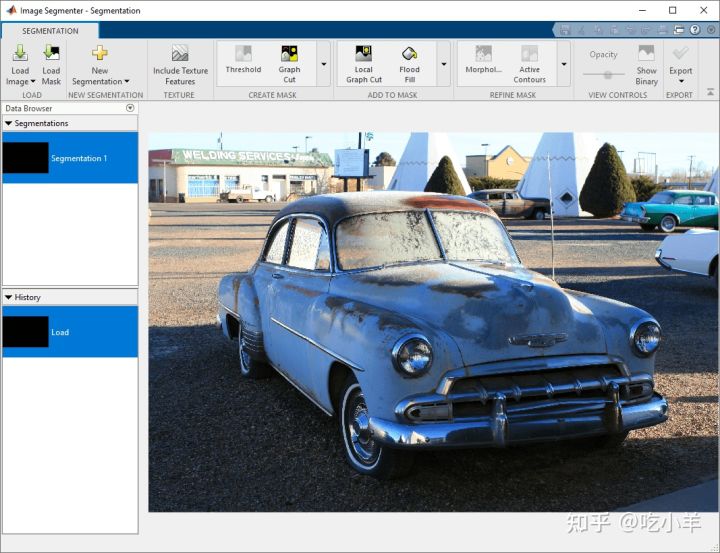 Image Segmenter - Segmentation
SEGMENTATION
Load Image
Load Mask
New Segmentation
Include Texture Features
Threshold
Graph Cut
Local Graph Cut
Flood Fill
Morphol...
Active Contours
Opacity
Show Binary
Export
LOAD
NEW SEGMENTATION
TEXTURE
CREATE MASK
ADD TO MASK
REFINE MASK
VIEW CONTROLS
EXPORT
Data Browser
Segmentations
Segmentation 1
History
Load
WELDING SERVICES
知乎 @吃小羊